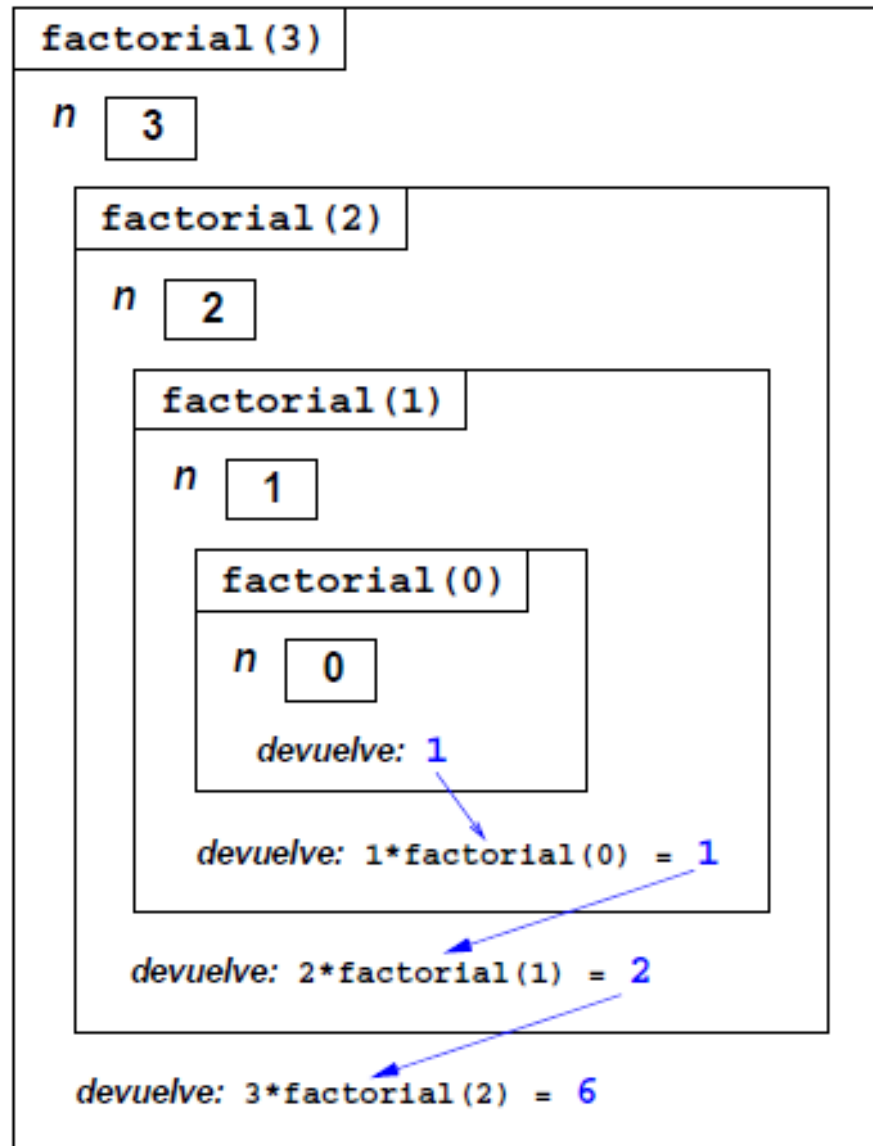 factorial(3)
n 3
factorial(2)
n 2
factorial(1)
n 1
factorial(0)
n 0
devuelve: 1
devuelve: 1*factorial(0) = 1
devuelve: 2*factorial(1) = 2
devuelve: 3*factorial(2) = 6